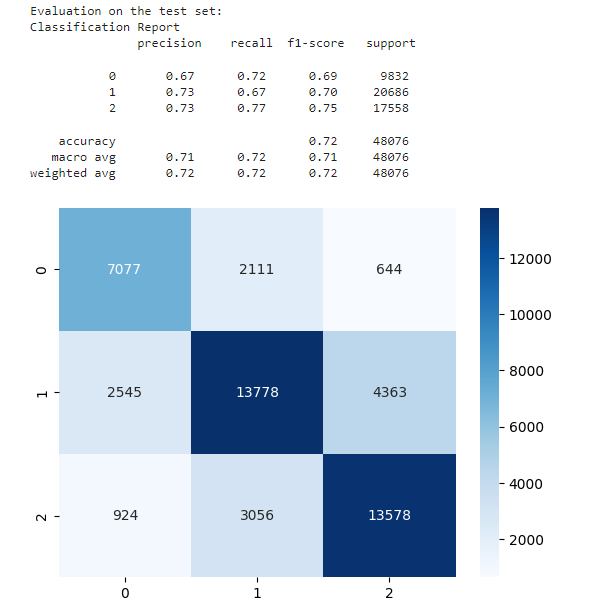 Evaluation on the test set:
Classification Report
precision recall f1-score support
0 0.67 0.72 0.69 9832
1 0.73 0.67 0.70 20686
2 0.73 0.77 0.75 17558
accuracy 0.72 48076
macro avg 0.71 0.72 0.71 48076
weighted avg 0.72 0.72 0.72 48076
0 7077 2111 644
1 2545 13778 4363
2 924 3056 13578
0 1 2
12000
10000
8000
6000
4000
2000